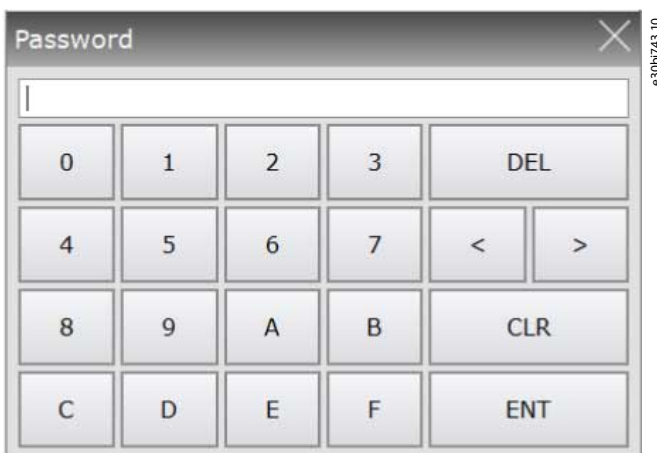 Password
0 1 2 3 DEL
4 5 6 7 < >
8 9 A B CLR
C D E F ENT
e30bj743.10